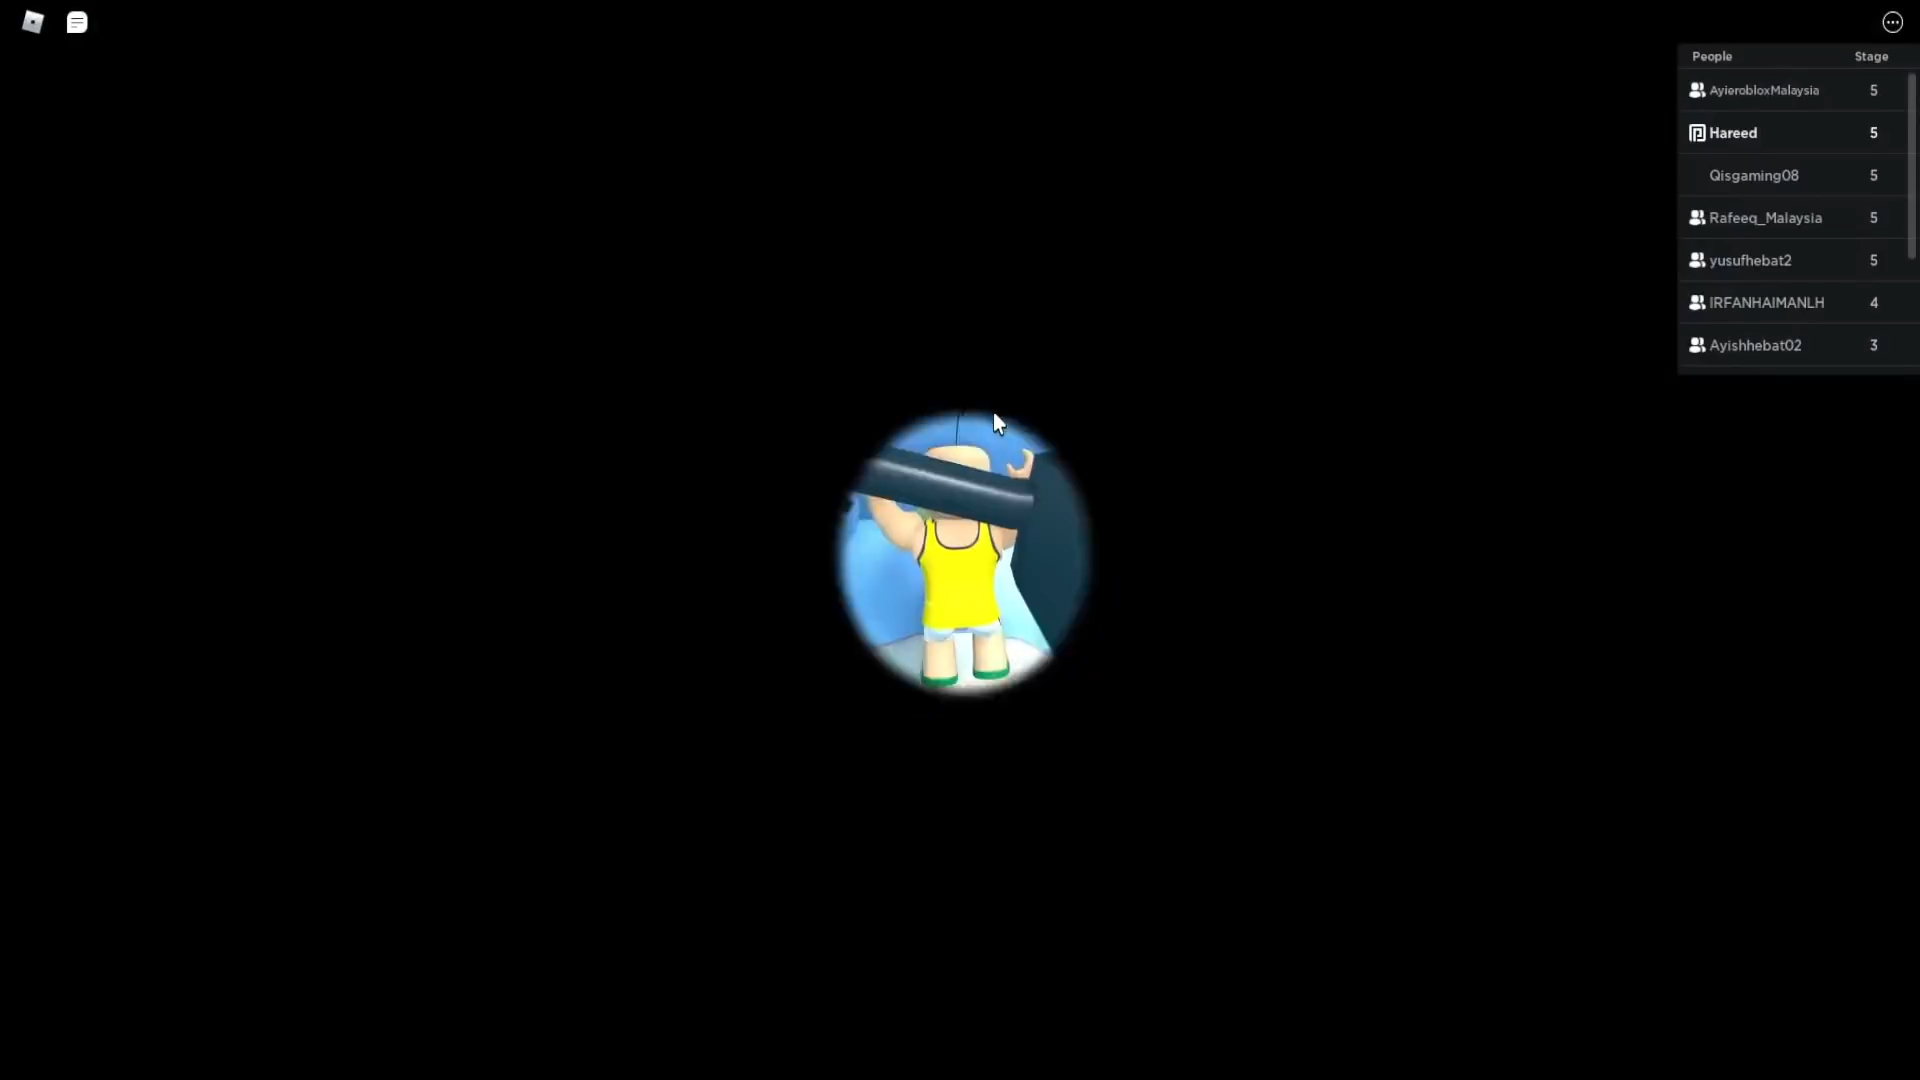 People Stage
AyierobloxMalaysia 5
Hareed 5
Qisgaming08 5
Rafeeq_Malaysia 5
yusufhebat2 5
IRFANHAIMANLH 4
Ayishhebat02 3